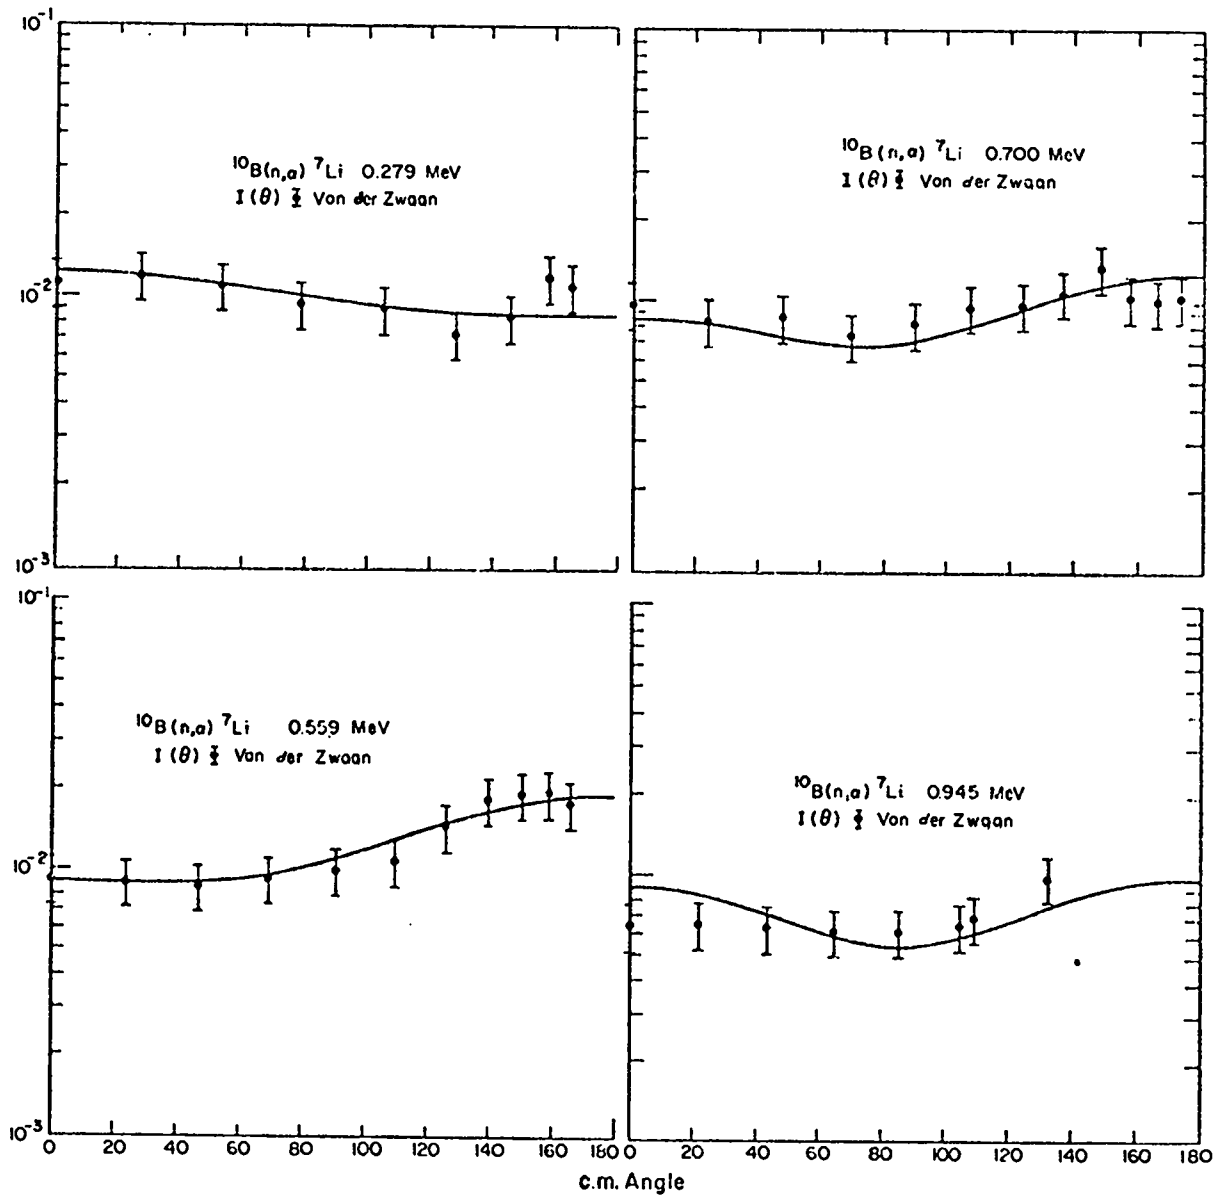 10⁻¹
¹⁰B(n,α) ⁷Li 0.279 MeV
I(θ) Von der Zwaan
10⁻²
10⁻³
¹⁰B(n,α) ⁷Li 0.700 MeV
I(θ) Von der Zwaan
10⁻¹
¹⁰B(n,α) ⁷Li 0.559 MeV
I(θ) Van der Zwaan
10⁻²
10⁻³
0 20 40 60 80 100 120 140 160 180
¹⁰B(n,α) ⁷Li 0.945 MeV
I(θ) Von der Zwaan
0 20 40 60 80 100 120 140 160 180
c.m. Angle